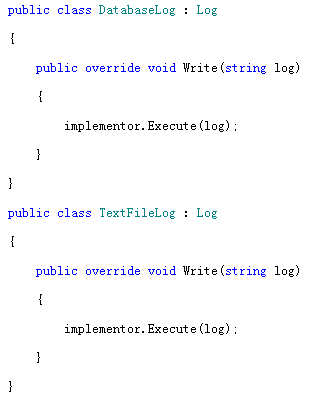 public class DatabaseLog : Log
{
    public override void Write(string log)
    {
        implementor.Execute(log);
    }
}
public class TextFileLog : Log
{
    public override void Write(string log)
    {
        implementor.Execute(log);
    }
}